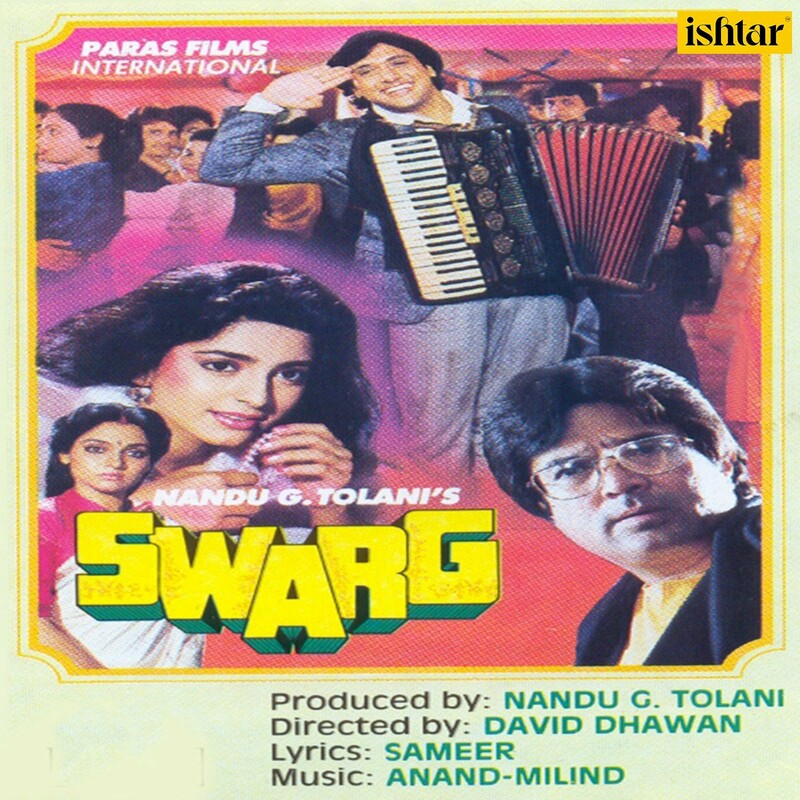 ishtar
PARAS FILMS
INTERNATIONAL
NANDU G. TOLANI'S
SWARG
Produced by: NANDU G. TOLANI
Directed by: DAVID DHAWAN
Lyrics: SAMEER
Music: ANAND-MILIND